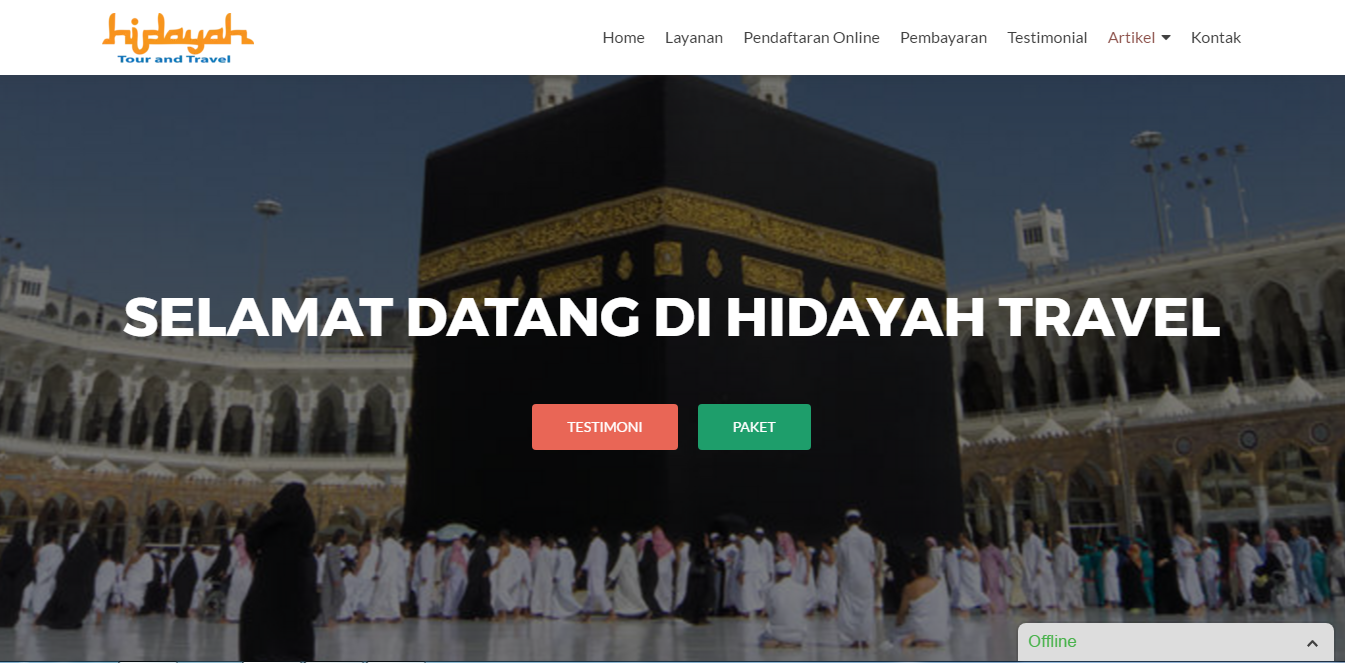 hidayah
Tour and Travel
Home Layanan Pendaftaran Online Pembayaran Testimonial Artikel Kontak
SELAMAT DATANG DI HIDAYAH TRAVEL
TESTIMONI PAKET
Offline